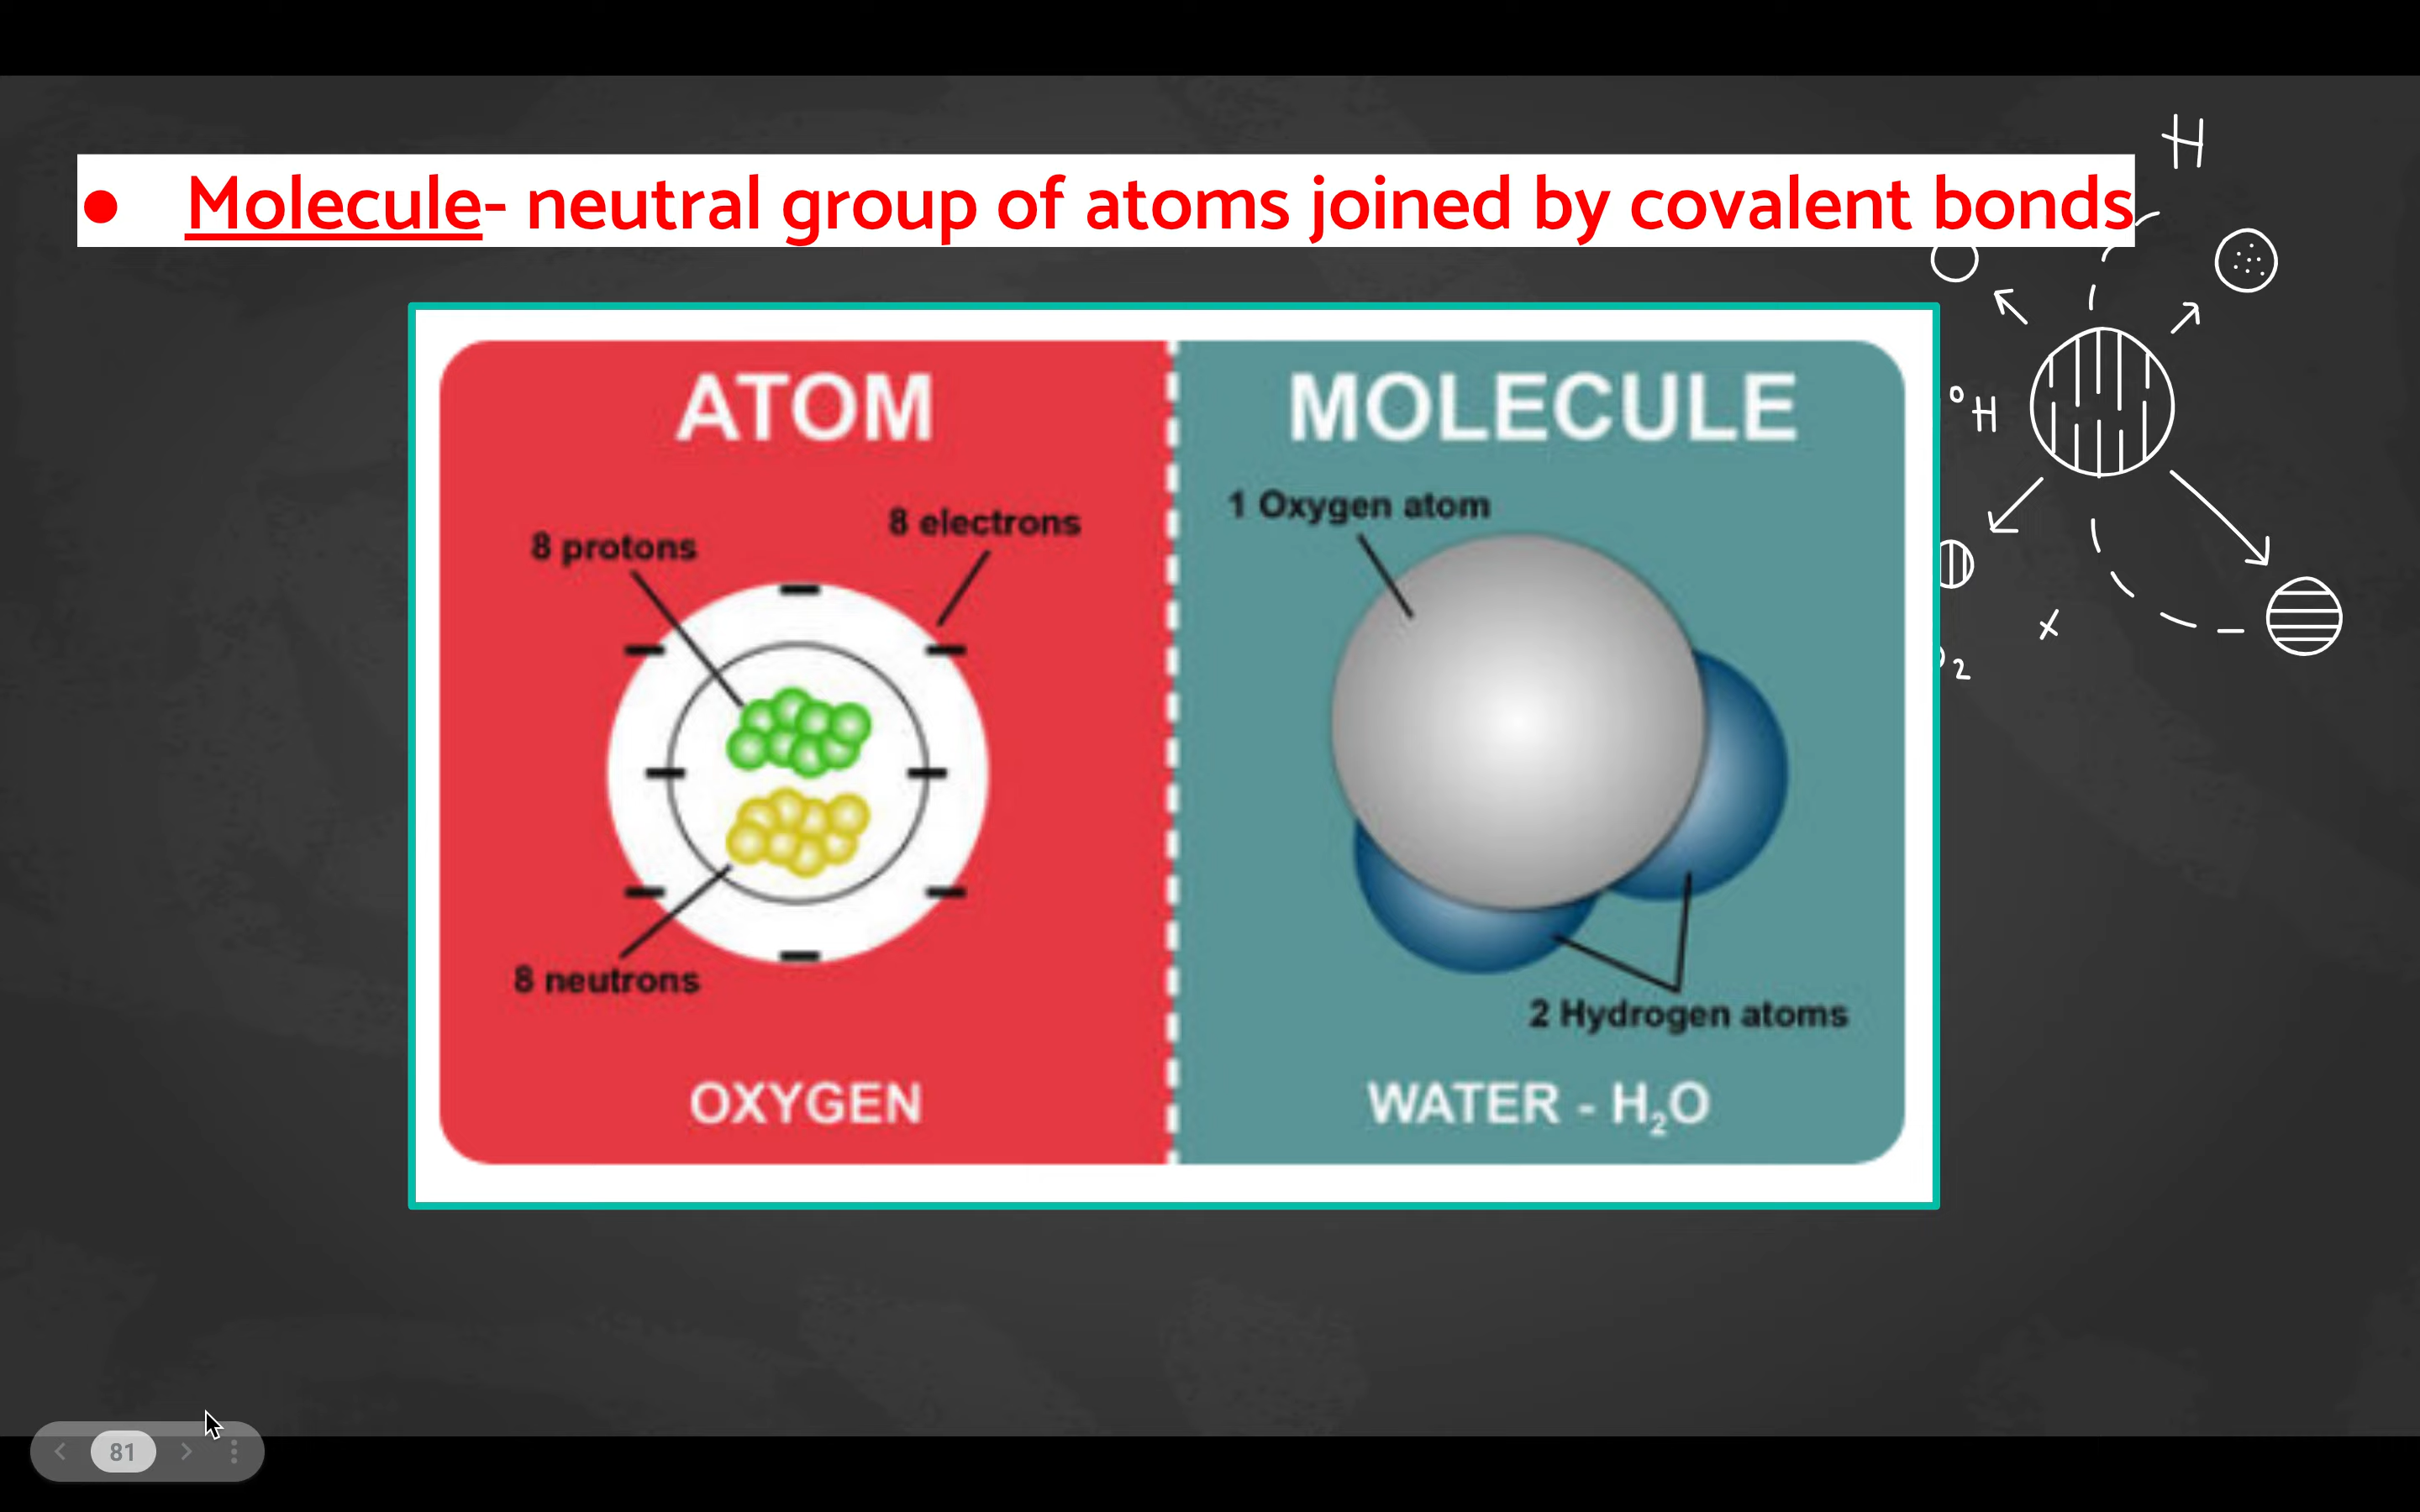 ● Molecule- neutral group of atoms joined by covalent bonds
H
ATOM
MOLECULE
8 protons
8 electrons
8 neutrons
OXYGEN
1 Oxygen atom
2 Hydrogen atoms
WATER - H₂O
H
x
2
81